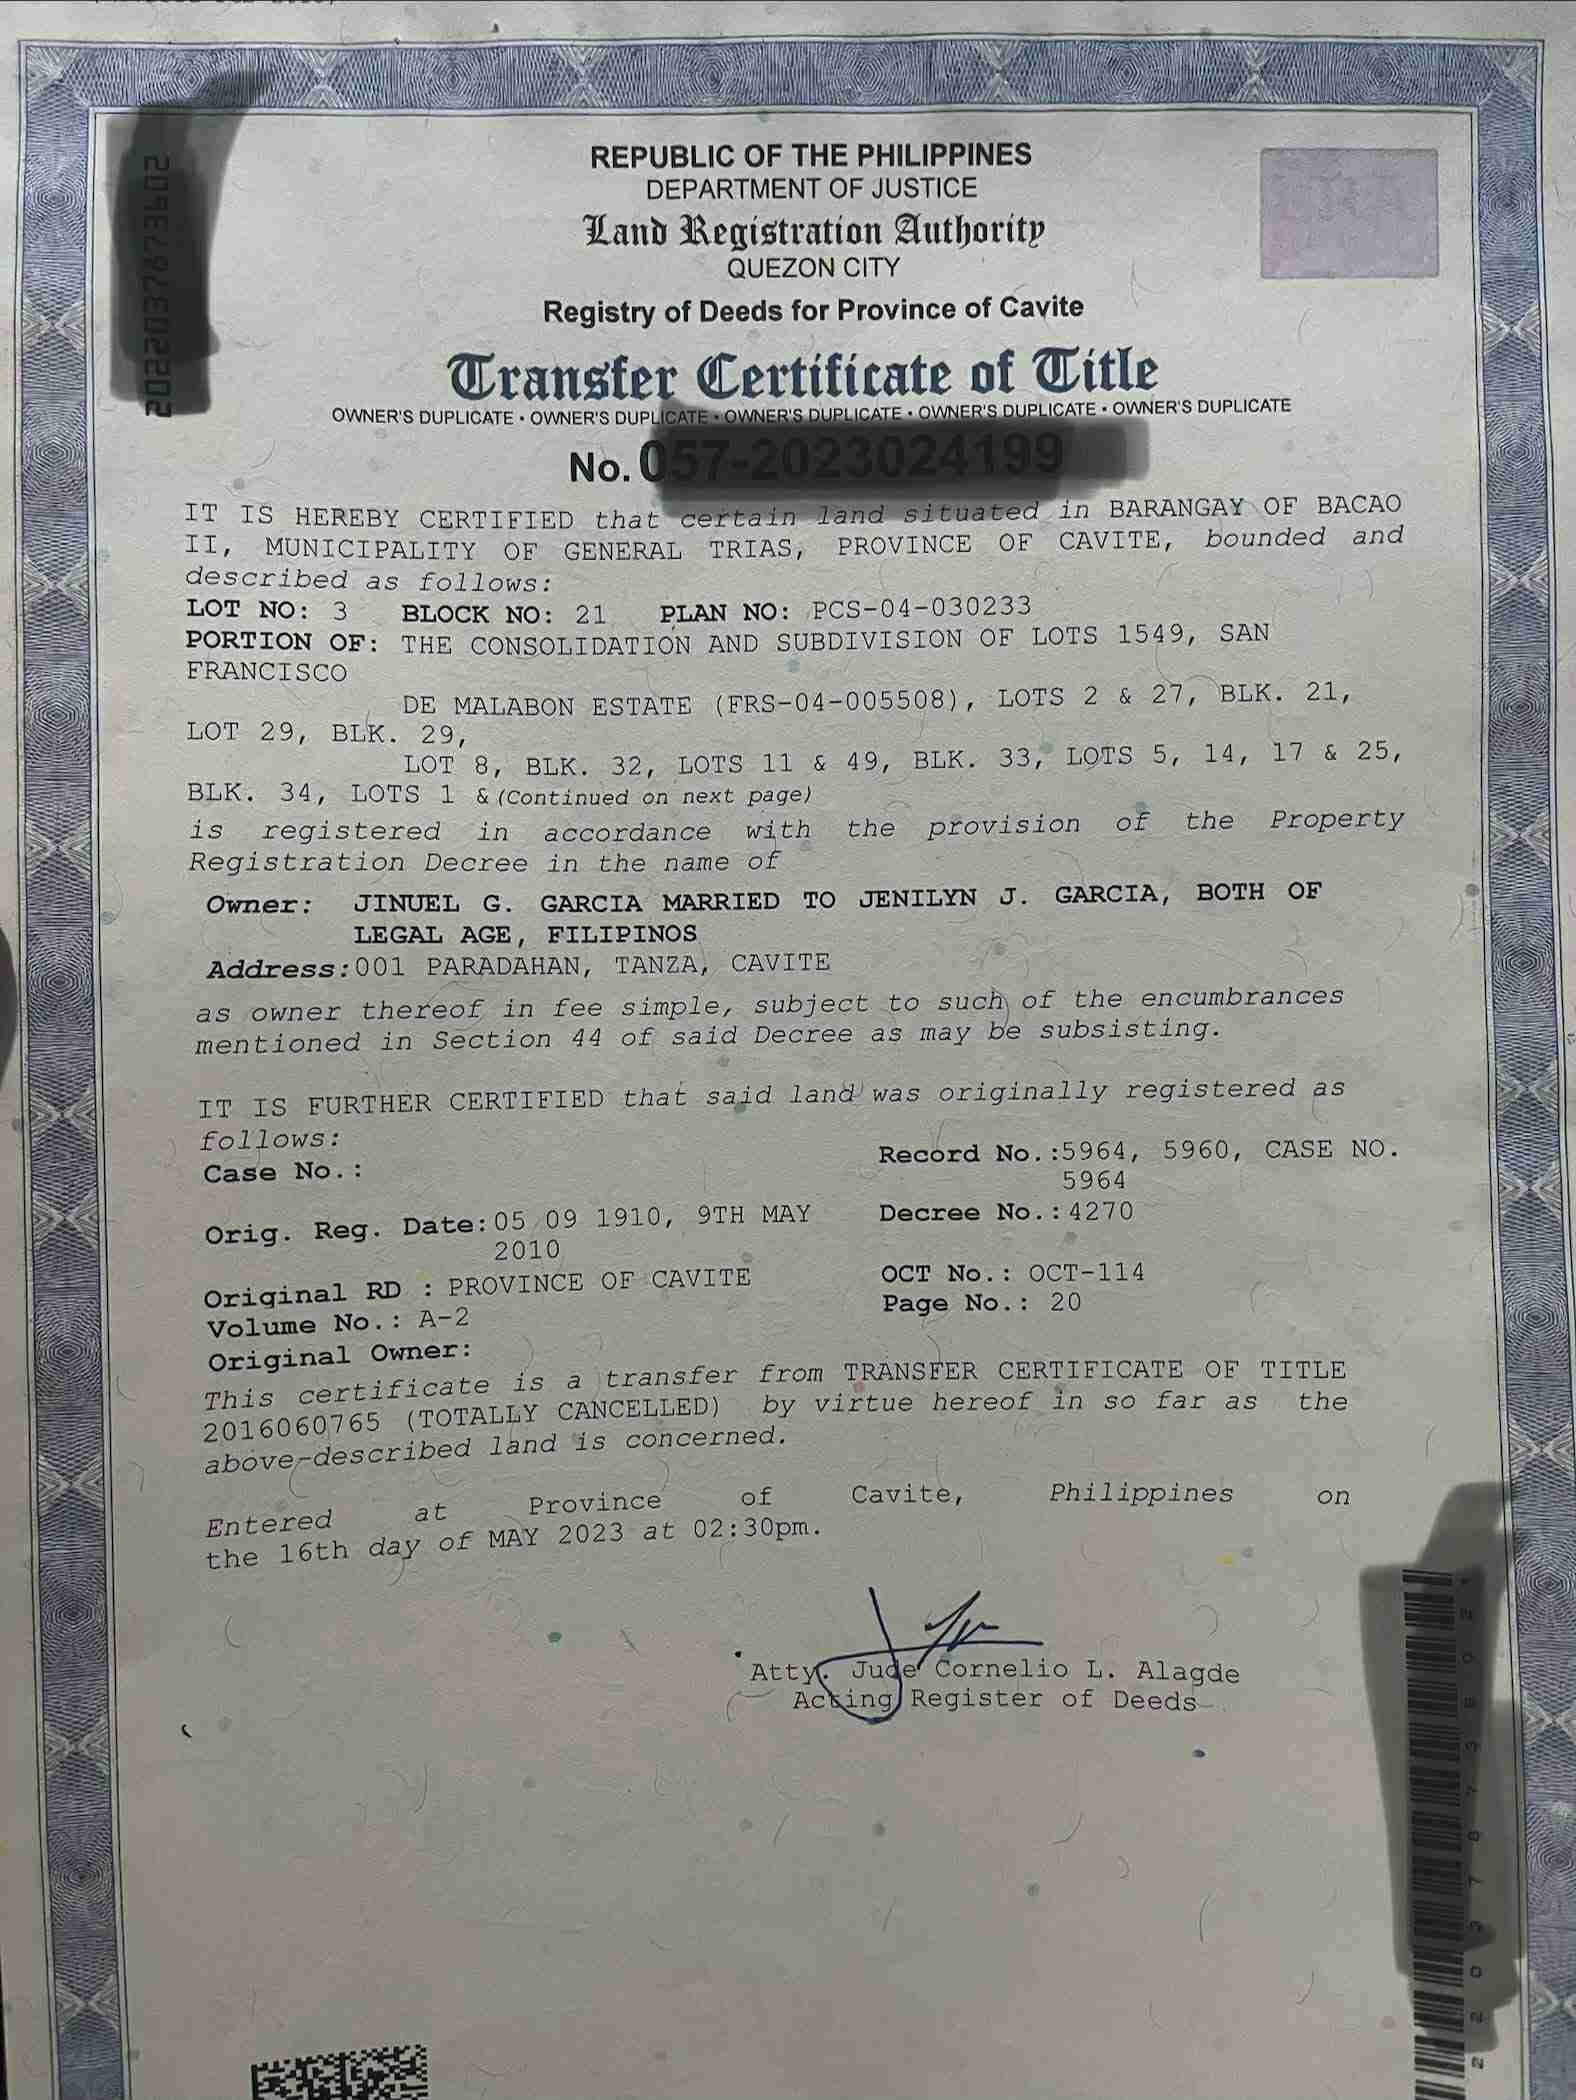 REPUBLIC OF THE PHILIPPINES
DEPARTMENT OF JUSTICE
Land Registration Authority
QUEZON CITY
Registry of Deeds for Province of Cavite
Transfer Certificate of Title
OWNER'S DUPLICATE • OWNER'S DUPLICATE • OWNER'S DUPLICATE • OWNER'S DUPLICATE • OWNER'S DUPLICATE
No. 057-2023024199
IT IS HEREBY CERTIFIED that certain land situated in BARANGAY OF BACAO
II, MUNICIPALITY OF GENERAL TRIAS, PROVINCE OF CAVITE, bounded and
described as follows:
LOT NO: 3 BLOCK NO: 21 PLAN NO: PCS-04-030233
PORTION OF: THE CONSOLIDATION AND SUBDIVISION OF LOTS 1549, SAN
FRANCISCO
DE MALABON ESTATE (FRS-04-005508), LOTS 2 & 27, BLK. 21,
LOT 29, BLK. 29,
LOT 8, BLK. 32, LOTS 11 & 49, BLK. 33, LOTS 5, 14, 17 & 25,
BLK. 34, LOTS 1 & (Continued on next page)
is registered in accordance with the provision of the Property
Registration Decree in the name of
Owner: JINUEL G. GARCIA MARRIED TO JENILYN J. GARCIA, BOTH OF
LEGAL AGE, FILIPINOS
Address:001 PARADAHAN, TANZA, CAVITE
as owner thereof in fee simple, subject to such of the encumbrances
mentioned in Section 44 of said Decree as may be subsisting.
IT IS FURTHER CERTIFIED that said land was originally registered as
follows:
Case No.:
Record No.:5964, 5960, CASE NO.
5964
Orig. Reg. Date:05 09 1910, 9TH MAY
2010
Decree No.:4270
Original RD : PROVINCE OF CAVITE
OCT No.: OCT-114
Volume No.: A-2
Page No.: 20
Original Owner:
This certificate is a transfer from TRANSFER CERTIFICATE OF TITLE
2016060765 (TOTALLY CANCELLED) by virtue hereof in so far as the
above-described land is concerned.
Entered at Province of Cavite, Philippines on
the 16th day of MAY 2023 at 02:30pm.
Atty. Jude Cornelio L. Alagde
Acting Register of Deeds